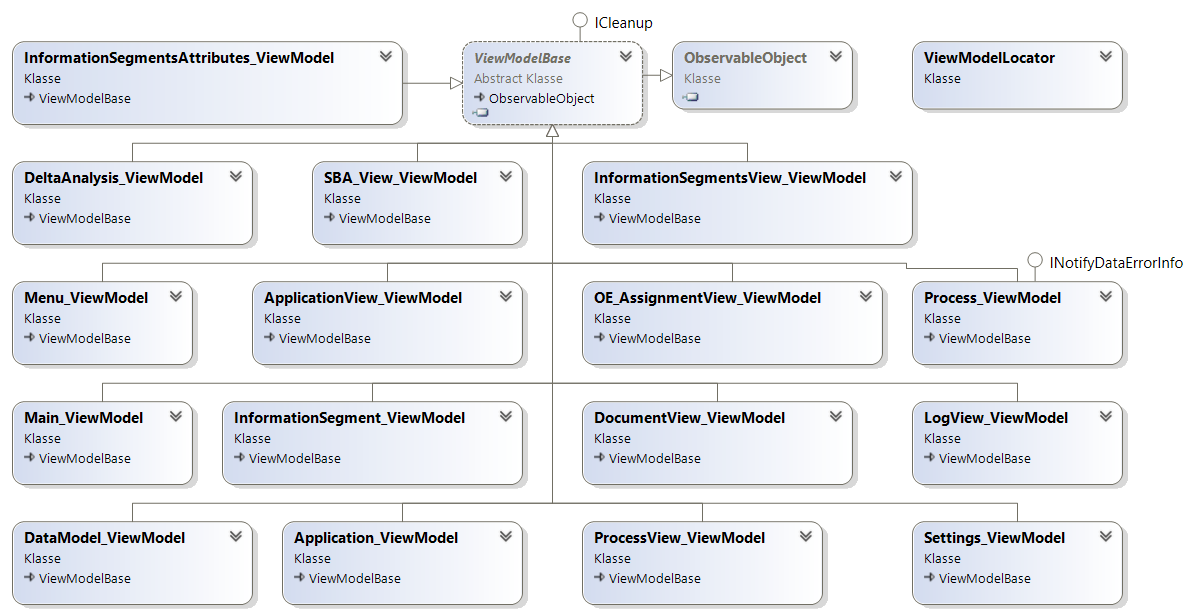 ICleanup
InformationSegmentsAttributes_ViewModel
Klasse
ViewModelBase
ViewModelBase
Abstract Klasse
ObservableObject
ObservableObject
Klasse
ViewModelLocator
Klasse
DeltaAnalysis_ViewModel
Klasse
ViewModelBase
SBA_View_ViewModel
Klasse
ViewModelBase
InformationSegmentsView_ViewModel
Klasse
ViewModelBase
INotifyDataErrorInfo
Menu_ViewModel
Klasse
ViewModelBase
ApplicationView_ViewModel
Klasse
ViewModelBase
OE_AssignmentView_ViewModel
Klasse
ViewModelBase
Process_ViewModel
Klasse
ViewModelBase
Main_ViewModel
Klasse
ViewModelBase
InformationSegment_ViewModel
Klasse
ViewModelBase
DocumentView_ViewModel
Klasse
ViewModelBase
LogView_ViewModel
Klasse
ViewModelBase
DataModel_ViewModel
Klasse
ViewModelBase
Application_ViewModel
Klasse
ViewModelBase
ProcessView_ViewModel
Klasse
ViewModelBase
Settings_ViewModel
Klasse
ViewModelBase